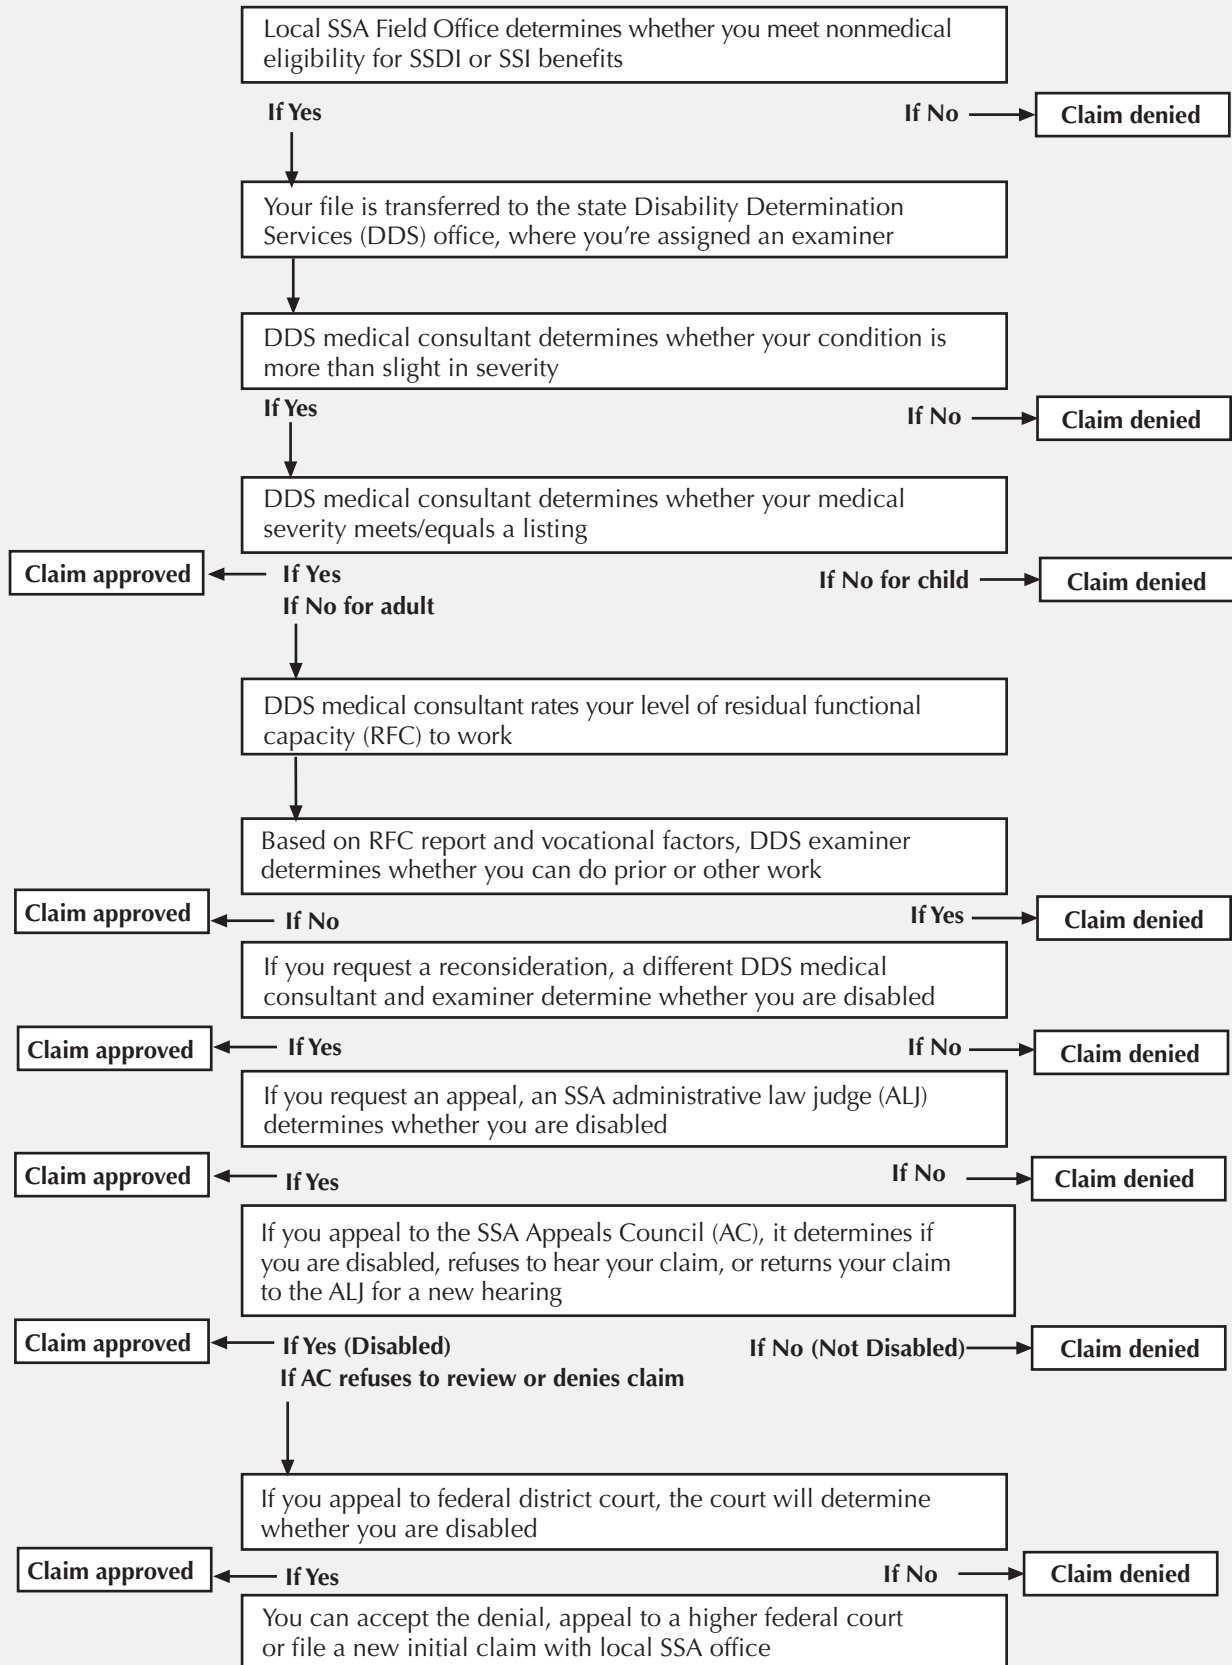 Local SSA Field Office determines whether you meet nonmedical
eligibility for SSDI or SSI benefits
If Yes
If No
Claim denied
Your file is transferred to the state Disability Determination
Services (DDS) office, where you're assigned an examiner
DDS medical consultant determines whether your condition is
more than slight in severity
If Yes
If No
Claim denied
DDS medical consultant determines whether your medical
severity meets/equals a listing
Claim approved
If Yes
If No for child
Claim denied
If No for adult
DDS medical consultant rates your level of residual functional
capacity (RFC) to work
Based on RFC report and vocational factors, DDS examiner
determines whether you can do prior or other work
Claim approved
If No
If Yes
Claim denied
If you request a reconsideration, a different DDS medical
consultant and examiner determine whether you are disabled
Claim approved
If Yes
If No
Claim denied
If you request an appeal, an SSA administrative law judge (ALJ)
determines whether you are disabled
Claim approved
If Yes
If No
Claim denied
If you appeal to the SSA Appeals Council (AC), it determines if
you are disabled, refuses to hear your claim, or returns your claim
to the ALJ for a new hearing
Claim approved
If Yes (Disabled)
If No (Not Disabled)
Claim denied
If AC refuses to review or denies claim
If you appeal to federal district court, the court will determine
whether you are disabled
Claim approved
If Yes
If No
Claim denied
You can accept the denial, appeal to a higher federal court
or file a new initial claim with local SSA office